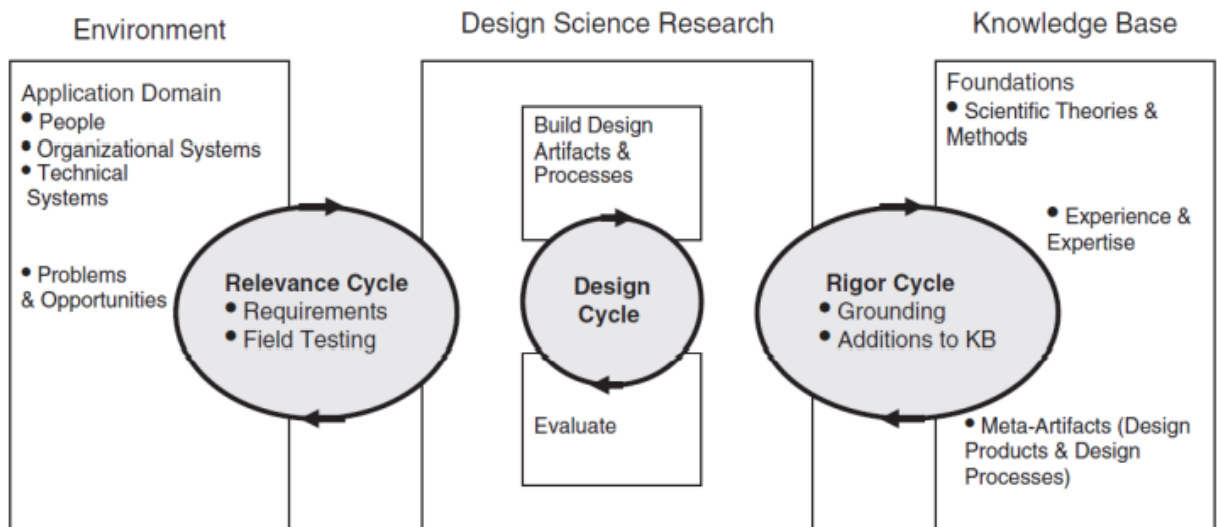 Environment
Design Science Research
Knowledge Base
Application Domain
• People
• Organizational Systems
• Technical
Systems
• Problems
& Opportunities
Relevance Cycle
• Requirements
• Field Testing
Build Design
Artifacts &
Processes
Design
Cycle
Evaluate
Rigor Cycle
• Grounding
• Additions to KB
Foundations
• Scientific Theories &
Methods
• Experience &
Expertise
• Meta-Artifacts (Design
Products & Design
Processes)